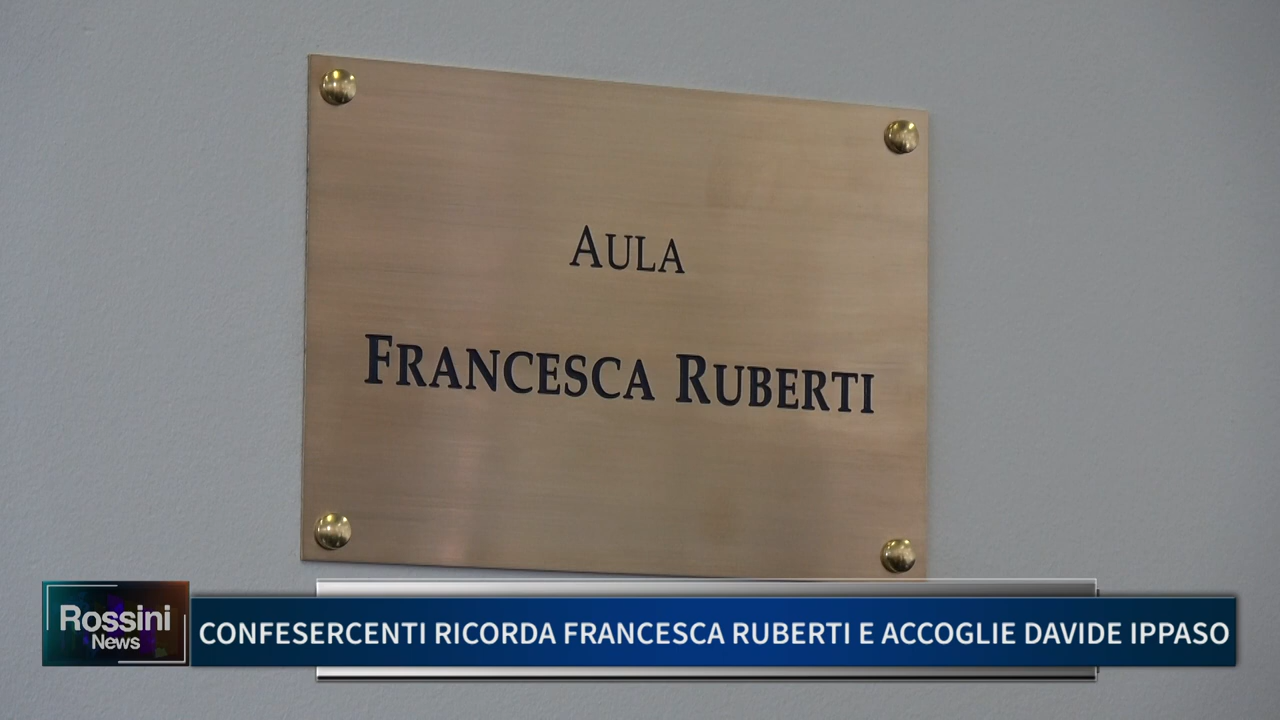 AULA
FRANCESCA RUBERTI
Rossini
News
CONFESERCENTI RICORDA FRANCESCA RUBERTI E ACCOGLIE DAVIDE IPPASO